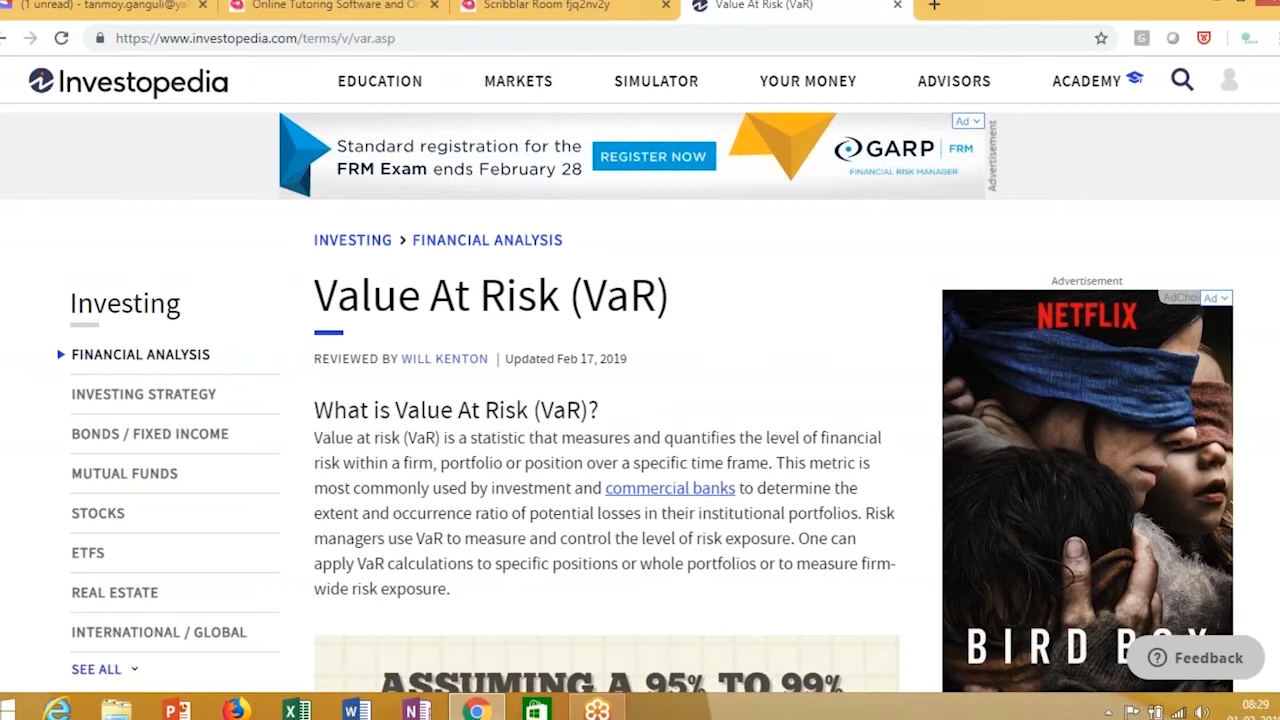 (1 unread) - tanmoy.ganguli@ya
Online Tutoring Software and On
Scribblar Room fjq2nv2y
Value At Risk (VaR)
https://www.investopedia.com/terms/v/var.asp
Investopedia
EDUCATION
MARKETS
SIMULATOR
YOUR MONEY
ADVISORS
ACADEMY
Standard registration for the
FRM Exam ends February 28
REGISTER NOW
GARP FRM
FINANCIAL RISK MANAGER
Ad
Advertisement
INVESTING > FINANCIAL ANALYSIS
Investing
FINANCIAL ANALYSIS
INVESTING STRATEGY
BONDS / FIXED INCOME
MUTUAL FUNDS
STOCKS
ETFS
REAL ESTATE
INTERNATIONAL / GLOBAL
SEE ALL
Value At Risk (VaR)
REVIEWED BY WILL KENTON | Updated Feb 17, 2019
What is Value At Risk (VaR)?
Value at risk (VaR) is a statistic that measures and quantifies the level of financial
risk within a firm, portfolio or position over a specific time frame. This metric is
most commonly used by investment and commercial banks to determine the
extent and occurrence ratio of potential losses in their institutional portfolios. Risk
managers use VaR to measure and control the level of risk exposure. One can
apply VaR calculations to specific positions or whole portfolios or to measure firm-
wide risk exposure.
ASSUMING A 95% TO 99%
Advertisement
Ad
NETFLIX
BIRD BOX
Feedback
08:29